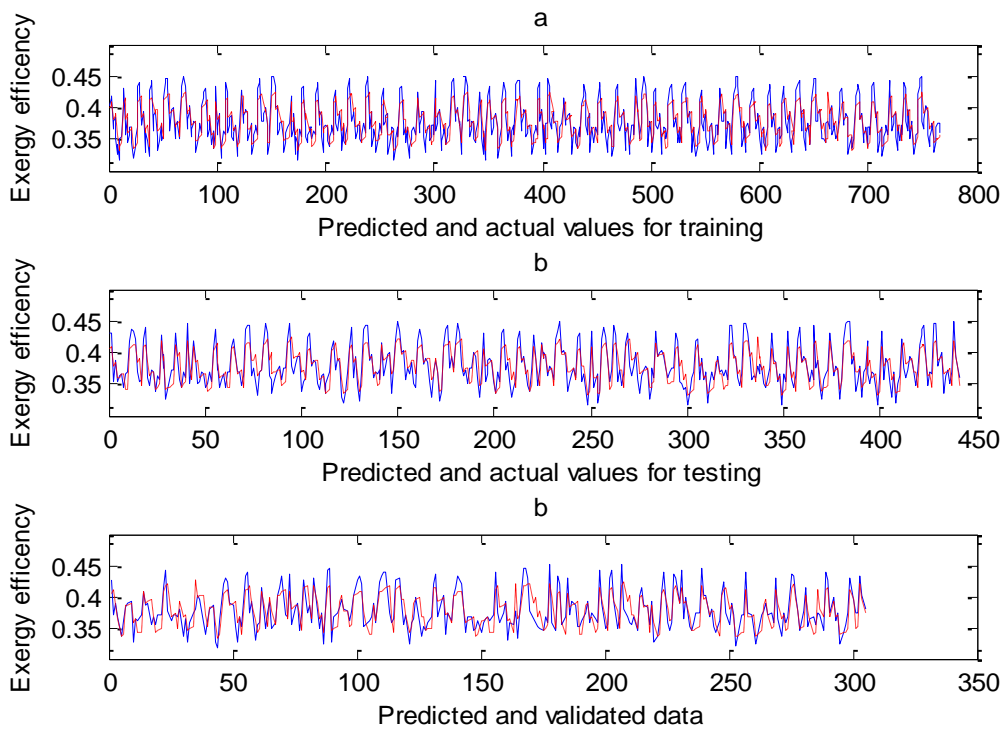 a
Exergy efficency
0.45
0.4
0.35
0 100 200 300 400 500 600 700 800
Predicted and actual values for training
b
Exergy efficency
0.45
0.4
0.35
0 50 100 150 200 250 300 350 400 450
Predicted and actual values for testing
b
Exergy efficency
0.45
0.4
0.35
0 50 100 150 200 250 300 350
Predicted and validated data